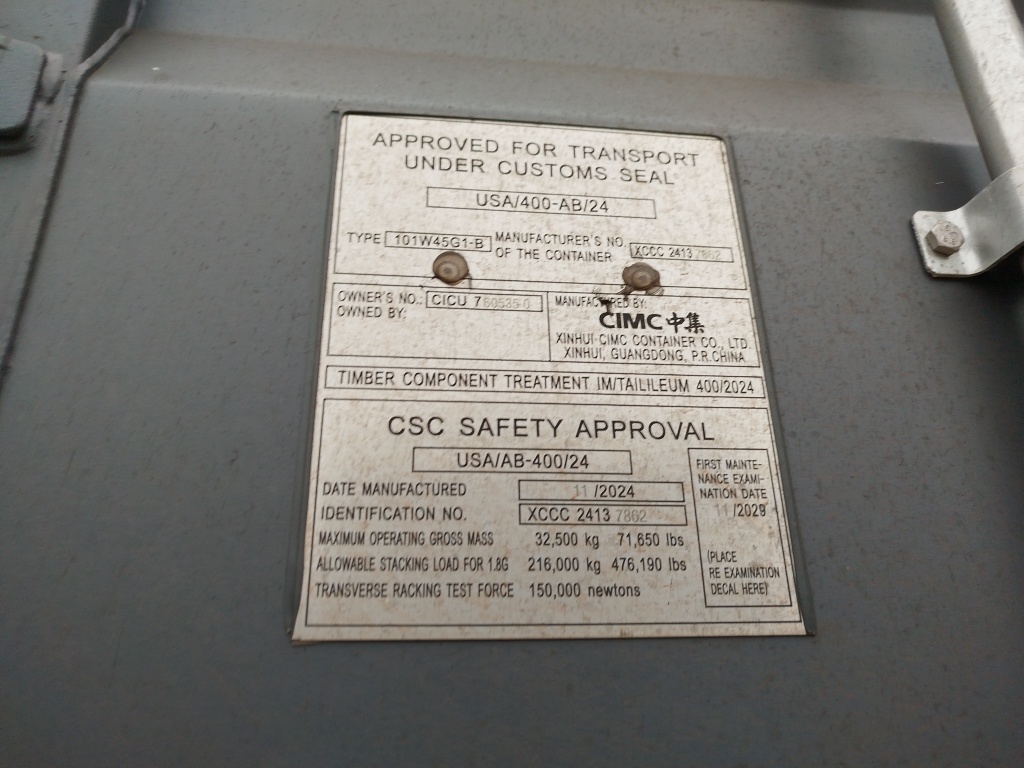 APPROVED FOR TRANSPORT
UNDER CUSTOMS SEAL
USA/400-AB/24
TYPE 101W45G1-B MANUFACTURER'S NO. OF THE CONTAINER XCCC 2413 7862
OWNER'S NO.: CICU 7
OWNED BY:
MANUFACTURED BY:
CIMC 中集
XINHUI CIMC CONTAINER CO., LTD.
XINHUI, GUANGDONG, P.R.CHINA
TIMBER COMPONENT TREATMENT IM/TAILILEUM 400/2024
CSC SAFETY APPROVAL
USA/AB-400/24
DATE MANUFACTURED 11/2024
IDENTIFICATION NO. XCCC 2413 7862
MAXIMUM OPERATING GROSS MASS 32,500 kg 71,650 lbs
ALLOWABLE STACKING LOAD FOR 1.8G 216,000 kg 476,190 lbs
TRANSVERSE RACKING TEST FORCE 150,000 newtons
FIRST MAINTE-
NANCE EXAMI-
NATION DATE
11/2029
(PLACE
RE EXAMINATION
DECAL HERE)